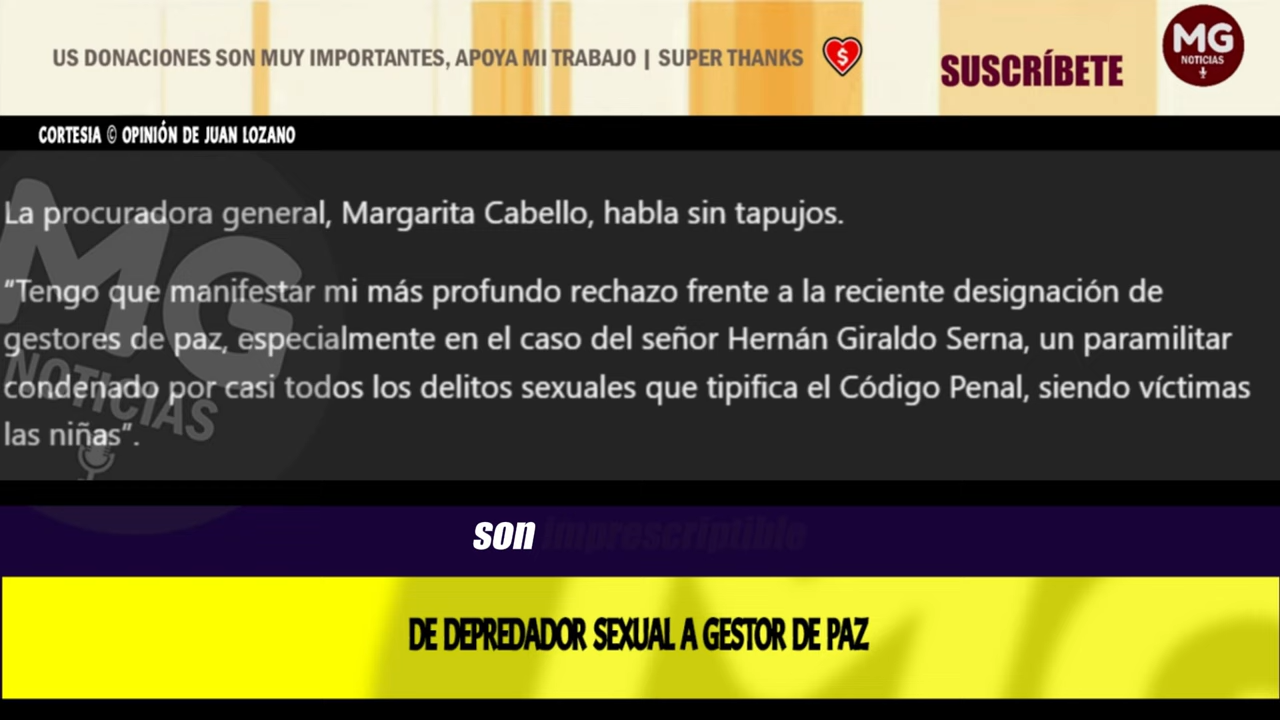 US DONACIONES SON MUY IMPORTANTES, APOYA MI TRABAJO | SUPER THANKS
$
SUSCRÍBETE
MG
NOTICIAS
CORTESIA © OPINIÓN DE JUAN LOZANO
La procuradora general, Margarita Cabello, habla sin tapujos.
“Tengo que manifestar mi más profundo rechazo frente a la reciente designación de
gestores de paz, especialmente en el caso del señor Hernán Giraldo Serna, un paramilitar
condenado por casi todos los delitos sexuales que tipifica el Código Penal, siendo víctimas
las niñas”.
MG
NOTICIAS
son imprescriptible
DE DEPREDADOR SEXUAL A GESTOR DE PAZ